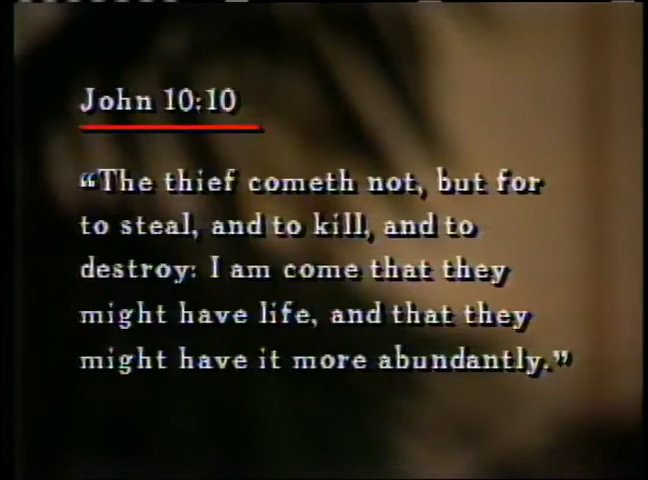 John 10:10
“The thief cometh not, but for
to steal, and to kill, and to
destroy: I am come that they
might have life, and that they
might have it more abundantly.”